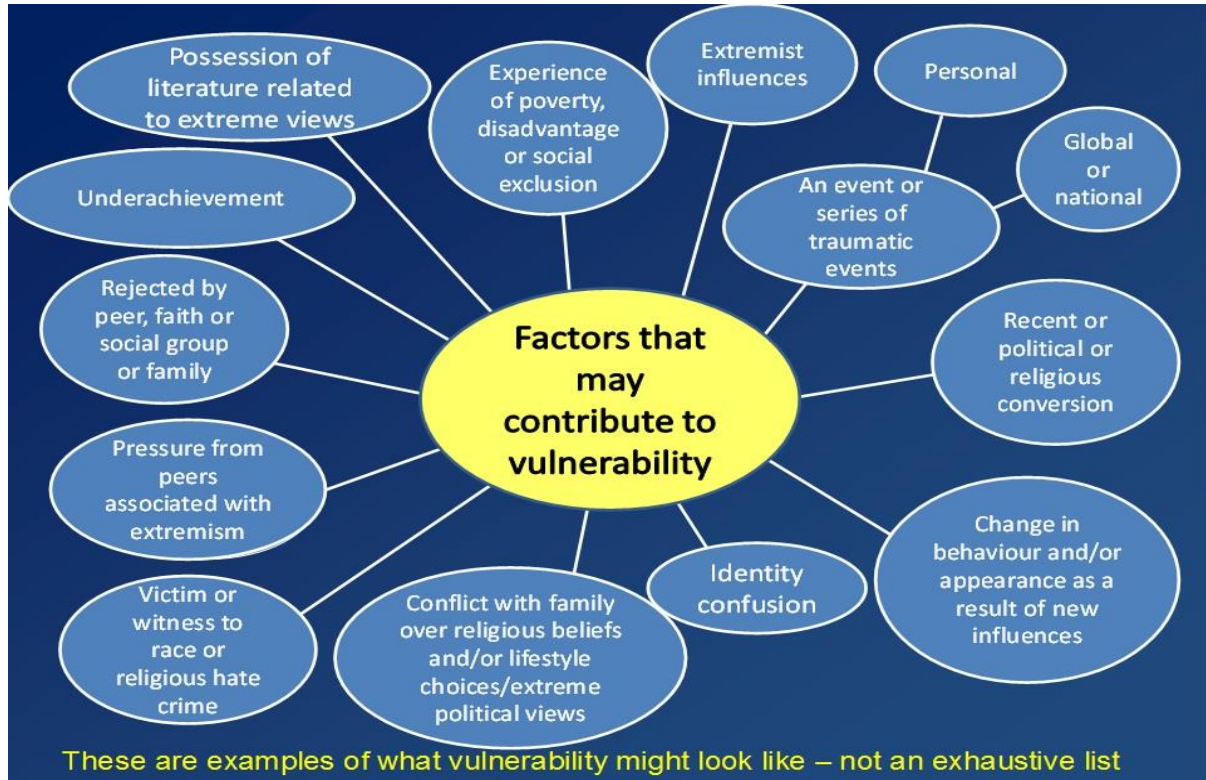 Possession of
literature related
to extreme views
Experience
of poverty,
disadvantage
or social
exclusion
Extremist
influences
Personal
Global
or
national
An event or
series of
traumatic
events
Underachievement
Rejected by
peer, faith or
social group
or family
Factors that
may
contribute to
vulnerability
Recent or
political or
religious
conversion
Pressure from
peers
associated with
extremism
Change in
behaviour and/or
appearance as a
result of new
influences
Identity
confusion
Victim or
witness to
race or
religious hate
crime
Conflict with family
over religious beliefs
and/or lifestyle
choices/extreme
political views
These are examples of what vulnerability might look like – not an exhaustive list